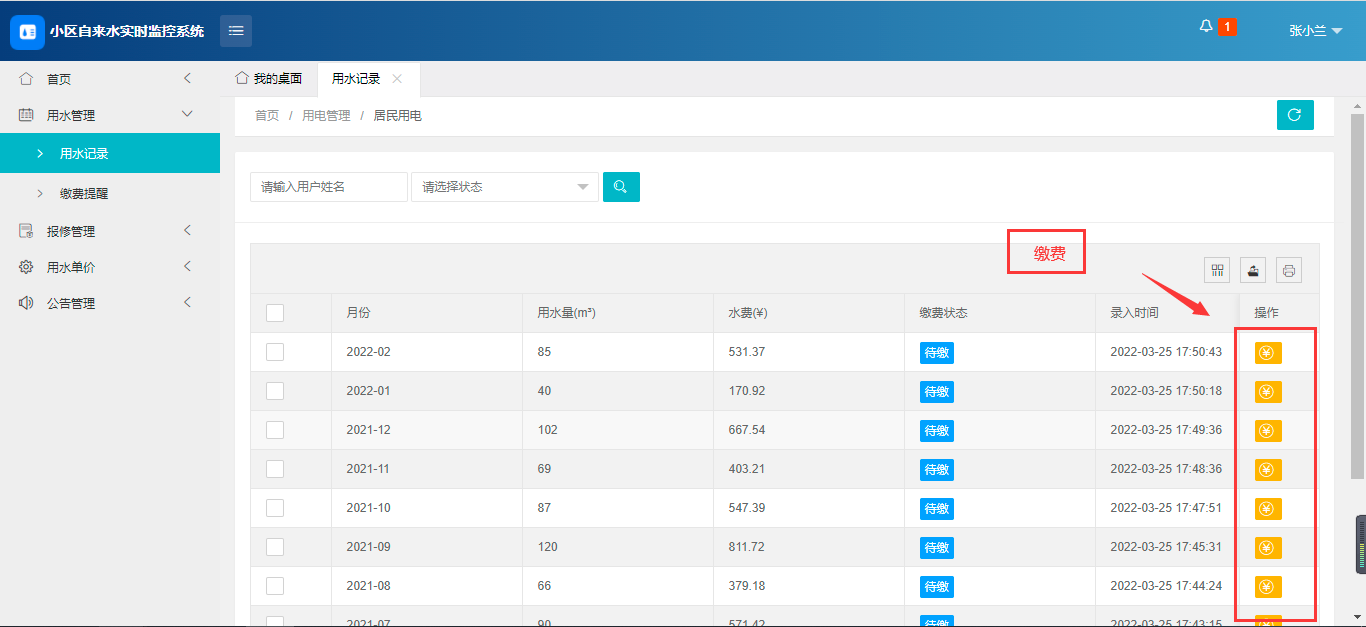 小区自来水实时监控系统
1
张小兰
首页
用水管理
用水记录
缴费提醒
报修管理
用水单价
公告管理
我的桌面 用水记录
首页 / 用电管理 / 居民用电
请输入用户姓名 请选择状态
缴费
月份 用水量(m³) 水费(¥) 缴费状态 录入时间 操作
2022-02 85 531.37 待缴 2022-03-25 17:50:43
2022-01 40 170.92 待缴 2022-03-25 17:50:18
2021-12 102 667.54 待缴 2022-03-25 17:49:36
2021-11 69 403.21 待缴 2022-03-25 17:48:36
2021-10 87 547.39 待缴 2022-03-25 17:47:51
2021-09 120 811.72 待缴 2022-03-25 17:45:31
2021-08 66 379.18 待缴 2022-03-25 17:44:24
2021-07 90 571.42 待缴 2022-03-25 17:43:15